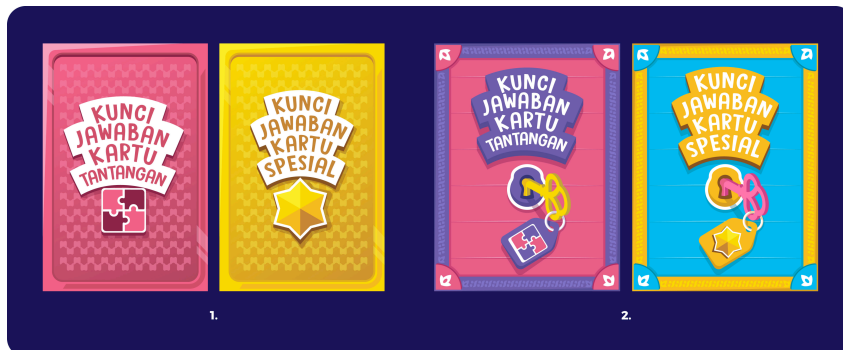 KUNCI
JAWABAN
KARTU
TANTANGAN
KUNCI
JAWABAN
KARTU
SPESIAL
1.
KUNCI
JAWABAN
KARTU
TANTANGAN
KUNCI
JAWABAN
KARTU
SPESIAL
2.